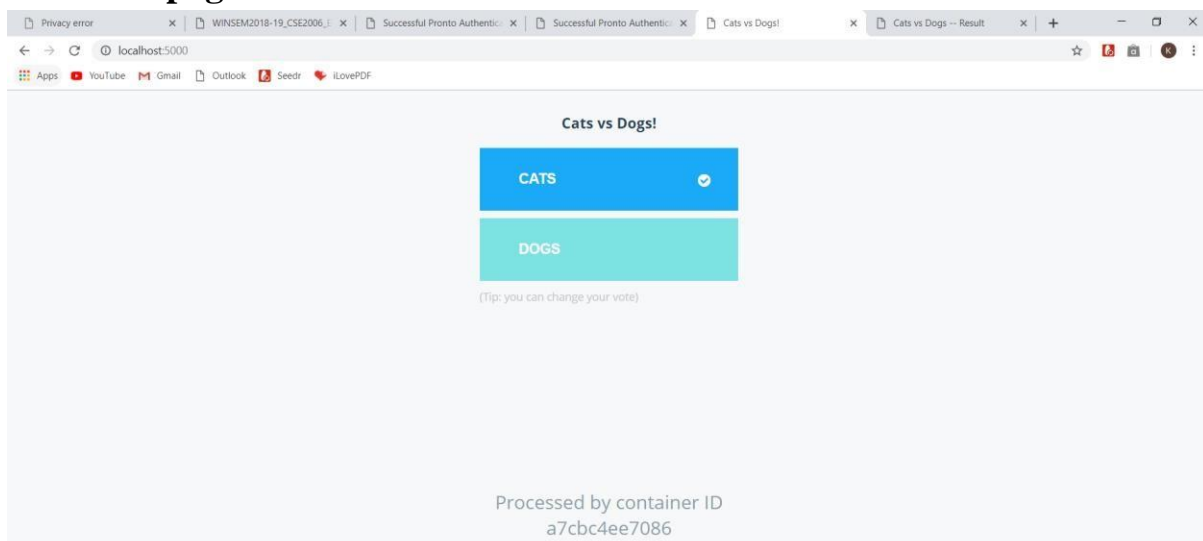 Privacy error
WINSEM2018-19_CSE2006_
Successful Pronto Authentic
Successful Pronto Authentic
Cats vs Dogs!
Cats vs Dogs -- Result
localhost:5000
K
Apps YouTube Gmail Outlook Seedr iLovePDF
Cats vs Dogs!
CATS
DOGS
(Tip: you can change your vote)
Processed by container ID
a7cbc4ee7086